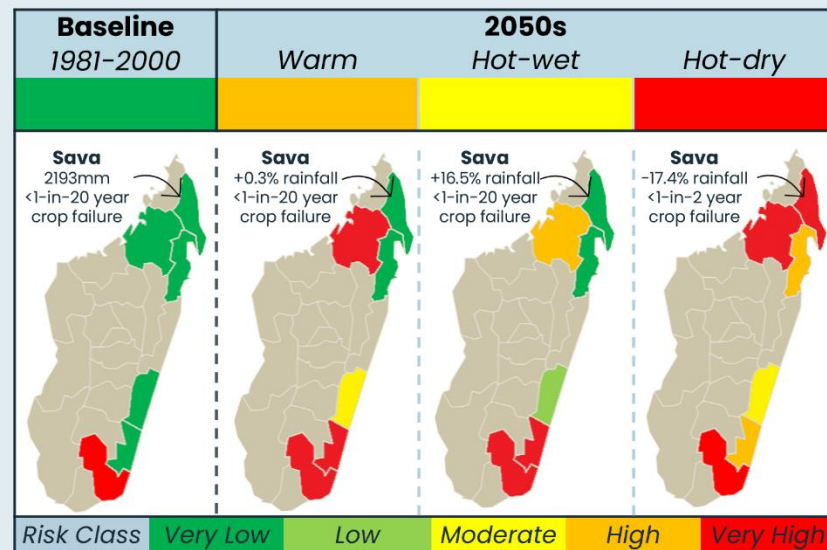 Baseline
1981-2000
2050s
Warm
Hot-wet
Hot-dry
Sava
2193mm
<1-in-20 year
crop failure
Sava
+0.3% rainfall
<1-in-20 year
crop failure
Sava
+16.5% rainfall
<1-in-20 year
crop failure
Sava
-17.4% rainfall
<1-in-2 year
crop failure
Risk Class
Very Low
Low
Moderate
High
Very High